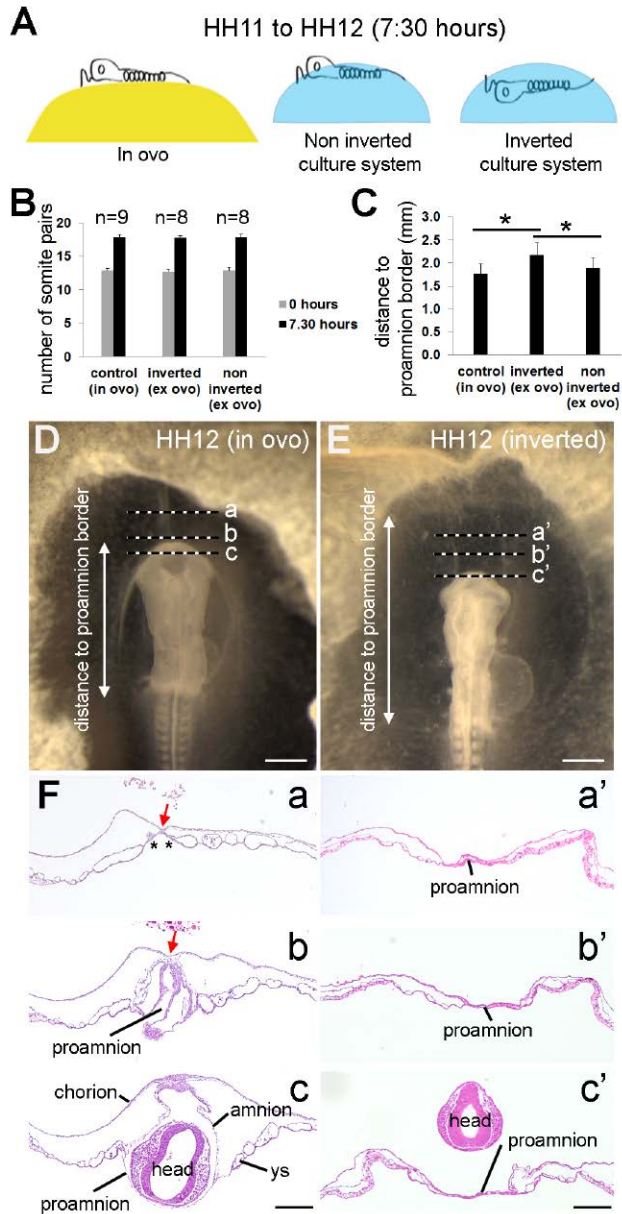 A
HH11 to HH12 (7:30 hours)
In ovo
Non inverted
culture system
Inverted
culture system
B
number of somite pairs
20
15
10
5
0
n=9 n=8 n=8
control
(in ovo)
inverted
(ex ovo)
non
inverted
(ex ovo)
0 hours
7.30 hours
C
distance to
proamnion border (mm)
3.0
2.5
2.0
1.5
1.0
0.5
0.0
* *
control
(in ovo)
inverted
(ex ovo)
non
inverted
(ex ovo)
D
HH12 (in ovo)
distance to proamnion border
a
b
c
E
HH12 (inverted)
distance to proamnion border
a'
b'
c'
F
a
* *
a'
proamnion
b
proamnion
b'
proamnion
c
chorion
amnion
head
proamnion
ys
c'
head
proamnion